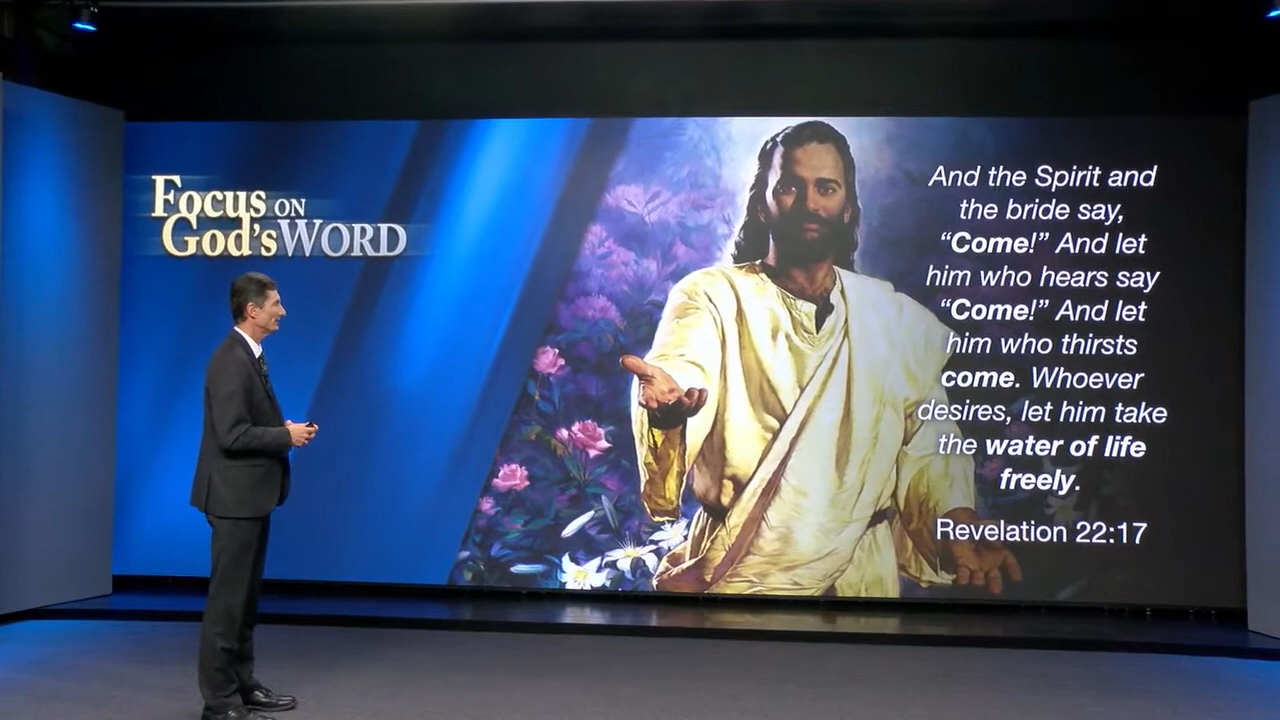 Focus ON
God's WORD
And the Spirit and
the bride say,
“Come!” And let
him who hears say
“Come!” And let
him who thirsts
come. Whoever
desires, let him take
the water of life
freely.
Revelation 22:17